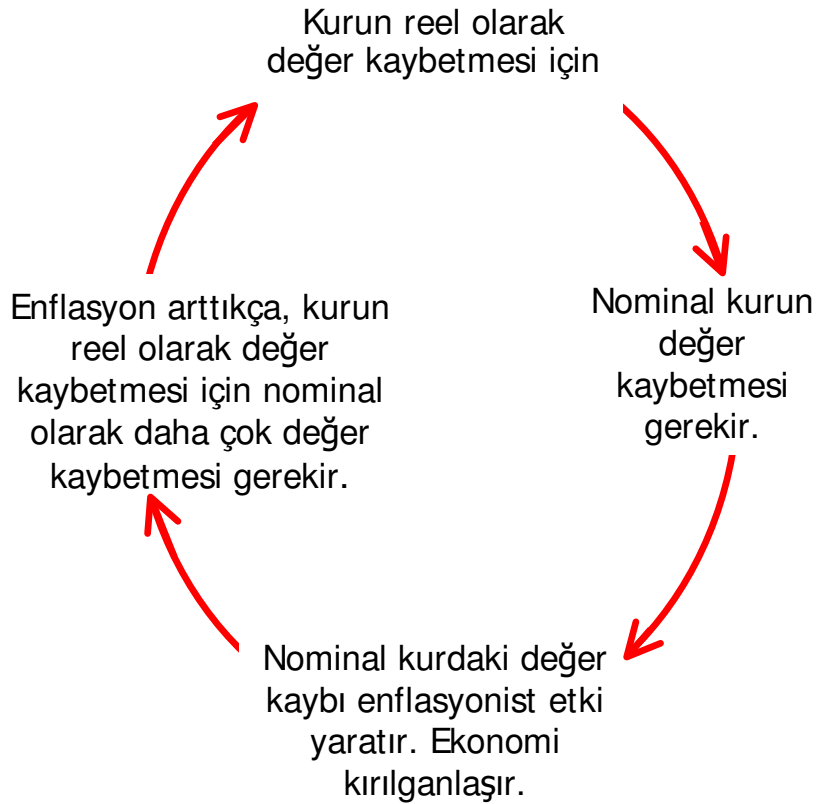 Kurun reel olarak
değer kaybetmesi için
Nominal kurun
değer
kaybetmesi
gerekir.
Nominal kurdaki değer
kaybı enflasyonist etki
yaratır. Ekonomi
kırılganlaşır.
Enflasyon arttıkça, kurun
reel olarak değer
kaybetmesi için nominal
olarak daha çok değer
kaybetmesi gerekir.